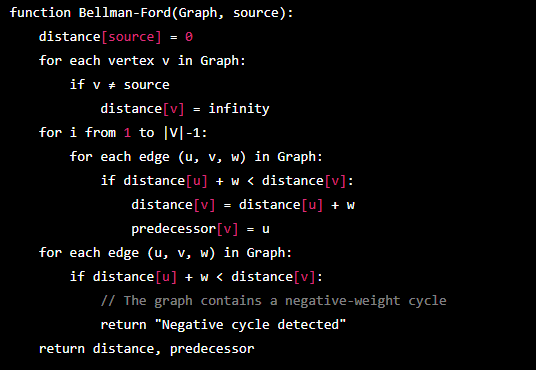 function Bellman-Ford(Graph, source):
    distance[source] = 0
    for each vertex v in Graph:
        if v ≠ source
            distance[v] = infinity
    for i from 1 to |V|-1:
        for each edge (u, v, w) in Graph:
            if distance[u] + w < distance[v]:
                distance[v] = distance[u] + w
                predecessor[v] = u
    for each edge (u, v, w) in Graph:
        if distance[u] + w < distance[v]:
            // The graph contains a negative-weight cycle
            return "Negative cycle detected"
    return distance, predecessor